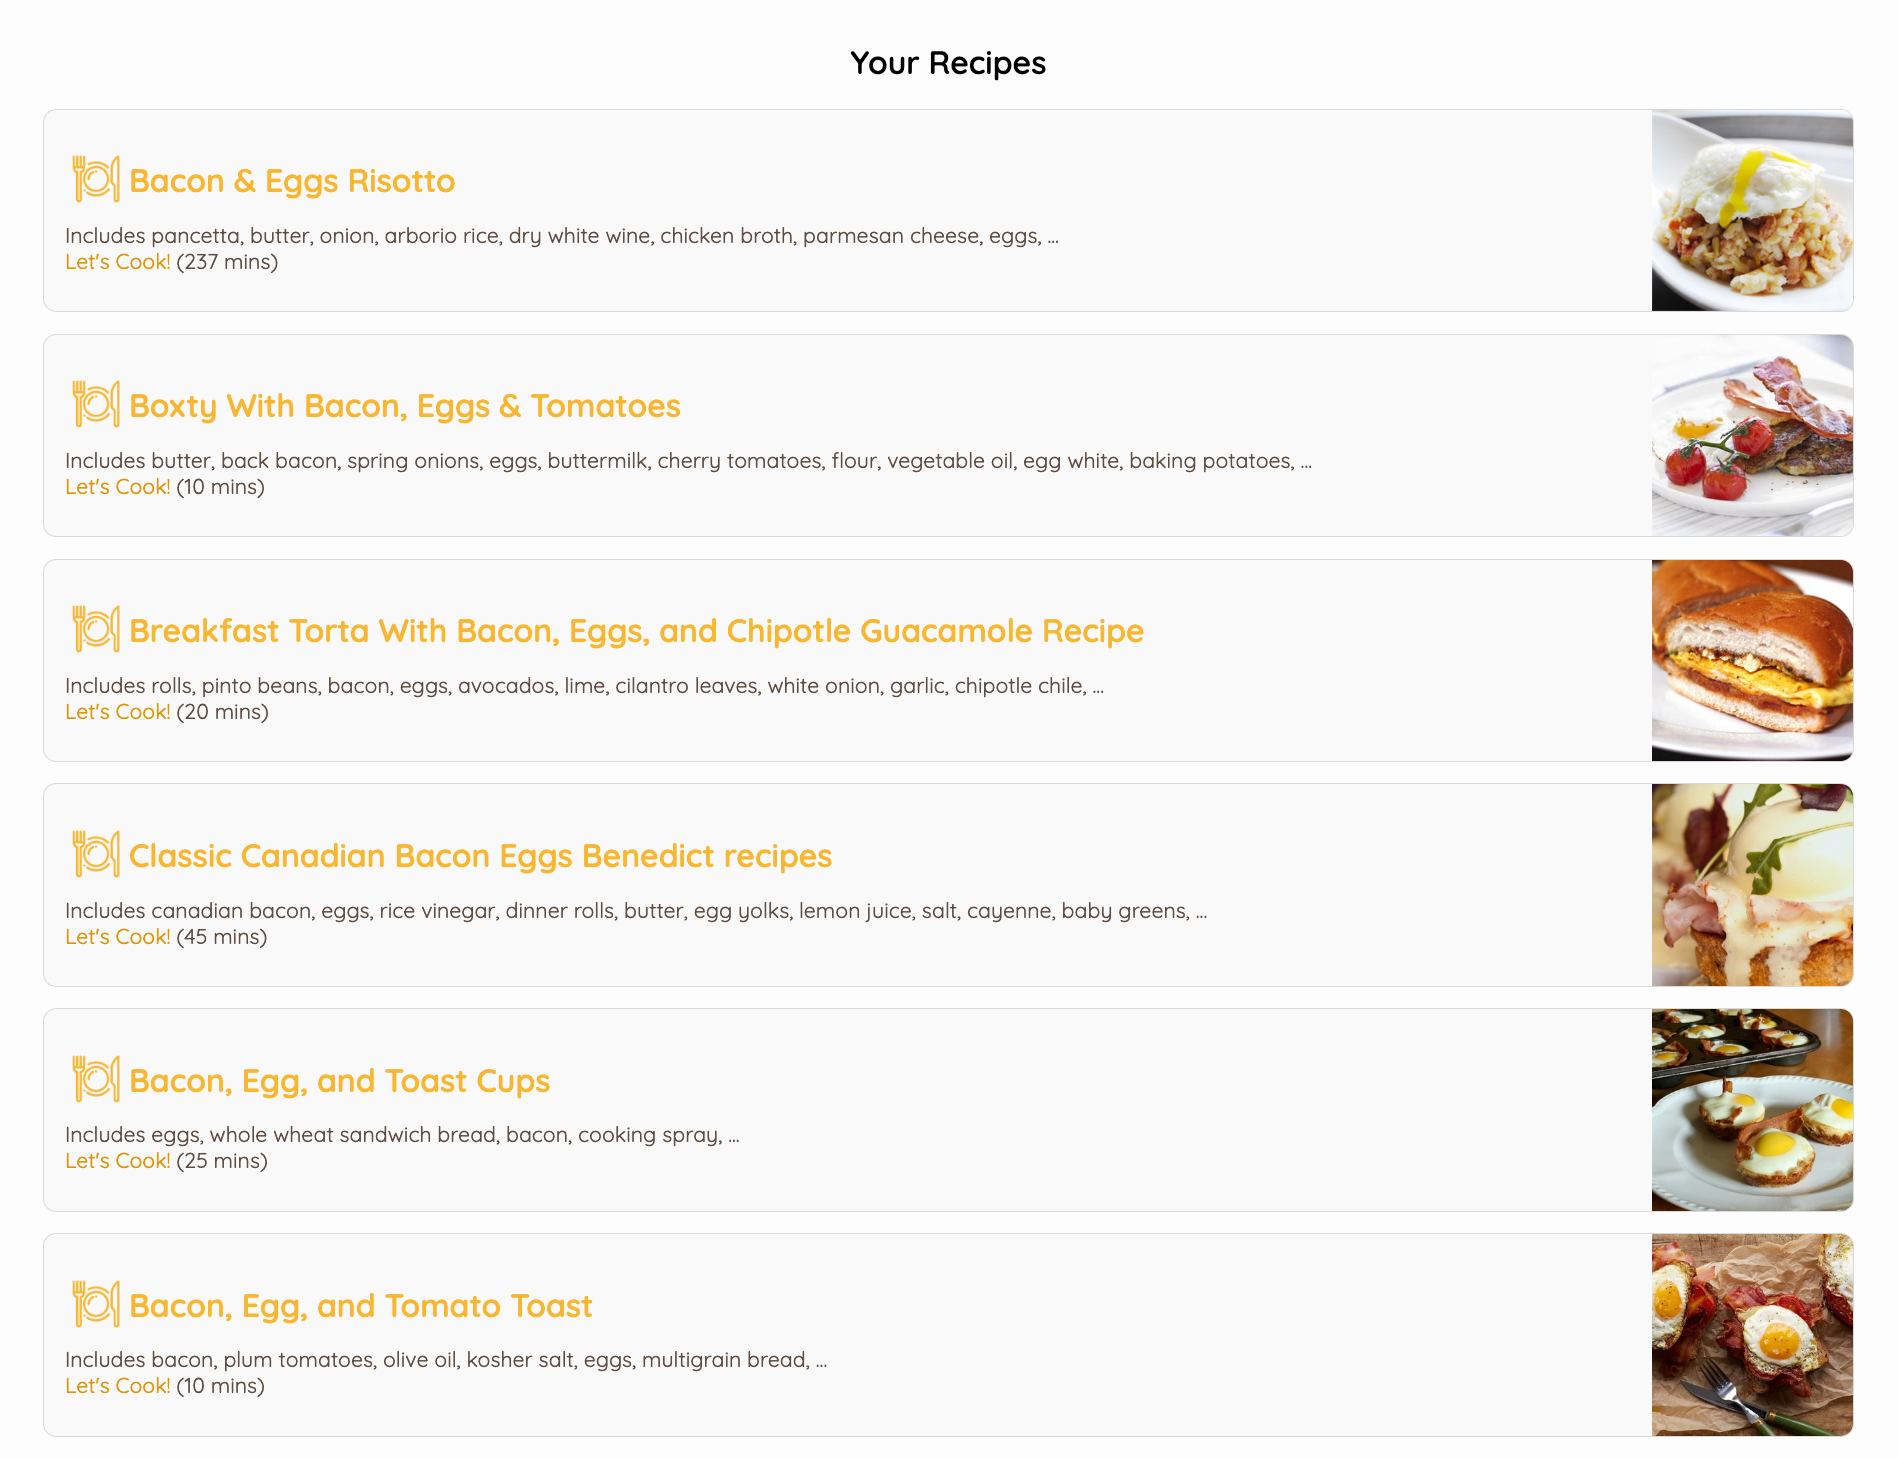 Your Recipes
Bacon & Eggs Risotto
Includes pancetta, butter, onion, arborio rice, dry white wine, chicken broth, parmesan cheese, eggs, ...
Let's Cook! (237 mins)
Boxty With Bacon, Eggs & Tomatoes
Includes butter, back bacon, spring onions, eggs, buttermilk, cherry tomatoes, flour, vegetable oil, egg white, baking potatoes, ...
Let's Cook! (10 mins)
Breakfast Torta With Bacon, Eggs, and Chipotle Guacamole Recipe
Includes rolls, pinto beans, bacon, eggs, avocados, lime, cilantro leaves, white onion, garlic, chipotle chile, ...
Let's Cook! (20 mins)
Classic Canadian Bacon Eggs Benedict recipes
Includes canadian bacon, eggs, rice vinegar, dinner rolls, butter, egg yolks, lemon juice, salt, cayenne, baby greens, ...
Let's Cook! (45 mins)
Bacon, Egg, and Toast Cups
Includes eggs, whole wheat sandwich bread, bacon, cooking spray, ...
Let's Cook! (25 mins)
Bacon, Egg, and Tomato Toast
Includes bacon, plum tomatoes, olive oil, kosher salt, eggs, multigrain bread, ...
Let's Cook! (10 mins)